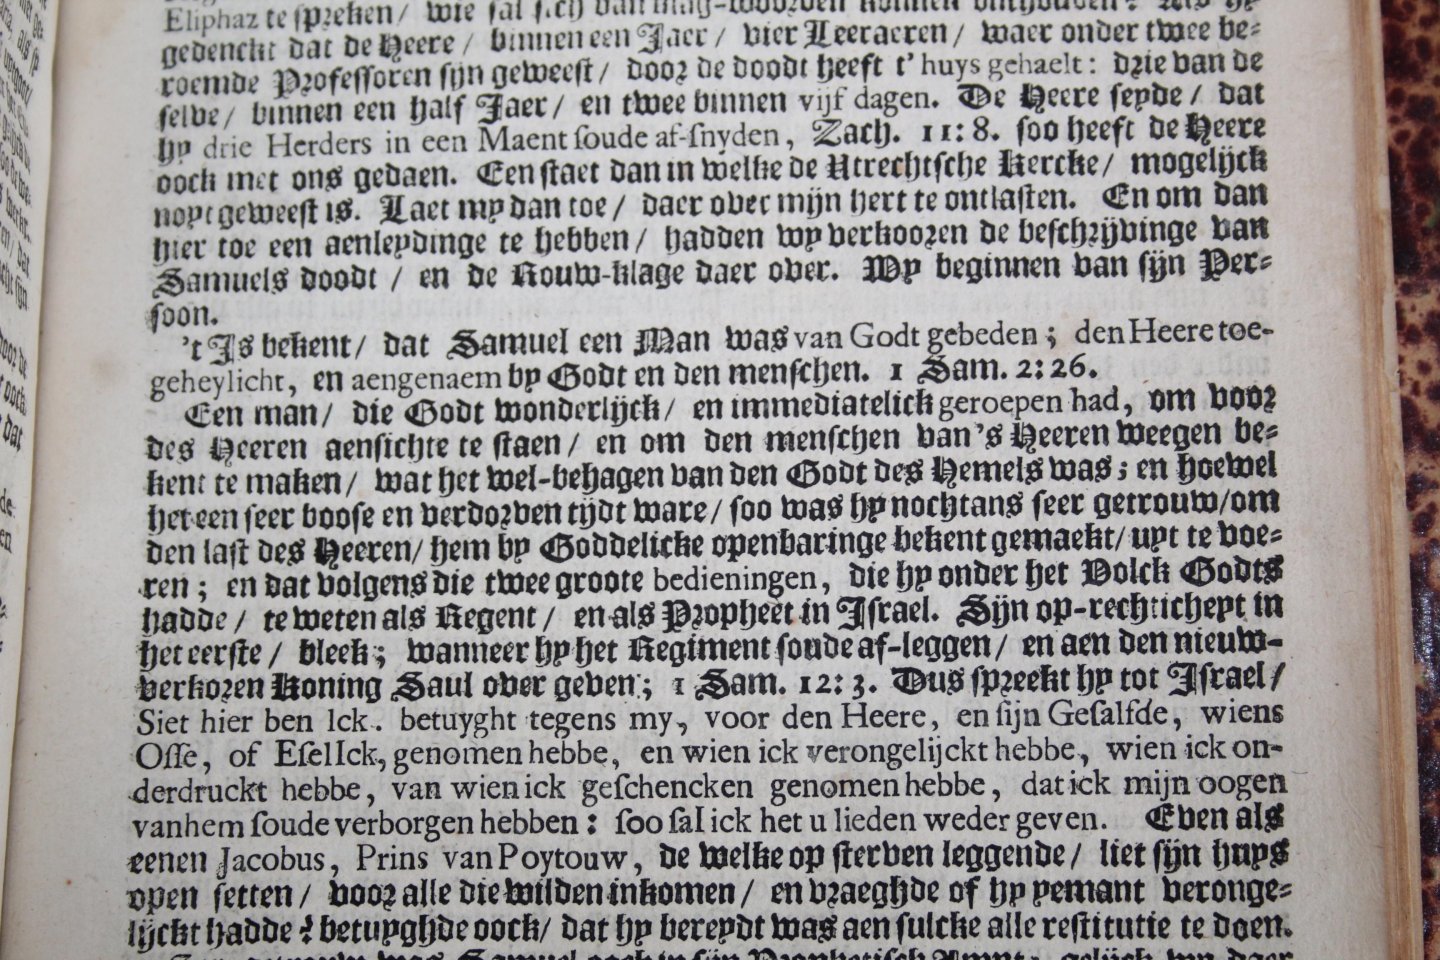 Eliphaz te spreken / wie sal sich van
gedenckt dat de Heere / binnen een Jaer / vier Leeraeren / waer onder twee be-
roemde Professoren sijn geweest / door de doodt heeft t'huys gehaelt: drie van de
selve / binnen een half Jaer / en twee binnen vijf dagen. De Heere seyde / dat
hy drie Herders in een Maent soude af-snyden, Zach. 11: 8. soo heeft de Heere
oock met ons gedaen. Een staet dan in welke de Utrechtsche Kercke / mogelijck
noyt geweest is. Laet my dan toe / daer over mijn hert te ontlasten. En om dan
hier toe een aenleydinge te hebben / hadden wy verkooren de beschrijvinge van
Samuels doodt / en de Rouw-klage daer over. Wy beginnen van sijn Per-
soon.
't Is bekent / dat Samuel een Man was van Godt gebeden; den Heere toe-
geheylicht, en aengenaem by Godt en den menschen. 1 Sam. 2: 26.
Een man / die Godt wonderlijck / en immediatelick geroepen had, om voor
des Heeren aensichte te staen / en om den menschen van 's Heeren weegen be-
kent te maken / wat het wel-behagen van den Godt des Hemels was; en hoewel
het een seer boose en verdorven tijdt ware / soo was hy nochtans seer getrouw / om
den last des Heeren / hem by Goddelicke openbaringe bekent gemaekt / uyt te voe-
ren; en dat volgens die twee groote bedieningen, die hy onder het Volck Godts
hadde / te weten als Regent / en als Propheet in Israel. Sijn op-rechticheyt in
het eerste / bleek; wanneer hy het Regiment soude af-leggen / en aen den nieuw-
verkozen Koning Saul over geven; 1 Sam. 12: 3. Dus spreekt hy tot Israel /
Siet hier ben Ick. betuyght tegens my, voor den Heere, en sijn Gesalfde, wiens
Osse, of Esel Ick, genomen hebbe, en wien ick verongelijckt hebbe, wien ick on-
derdruckt hebbe, van wien ick geschencken genomen hebbe, dat ick mijn oogen
van hem soude verborgen hebben: soo sal ick het u lieden weder geven. Even als
eenen Jacobus, Prins van Poytouw, de welke op sterven leggende / liet sijn huys
open setten / voor alle die wilden inkomen / en vraeghde of hy yemant veronge-
lijckt hadde? betuyghde oock / dat hy bereydt was aen sulcke alle restitutie te doen.